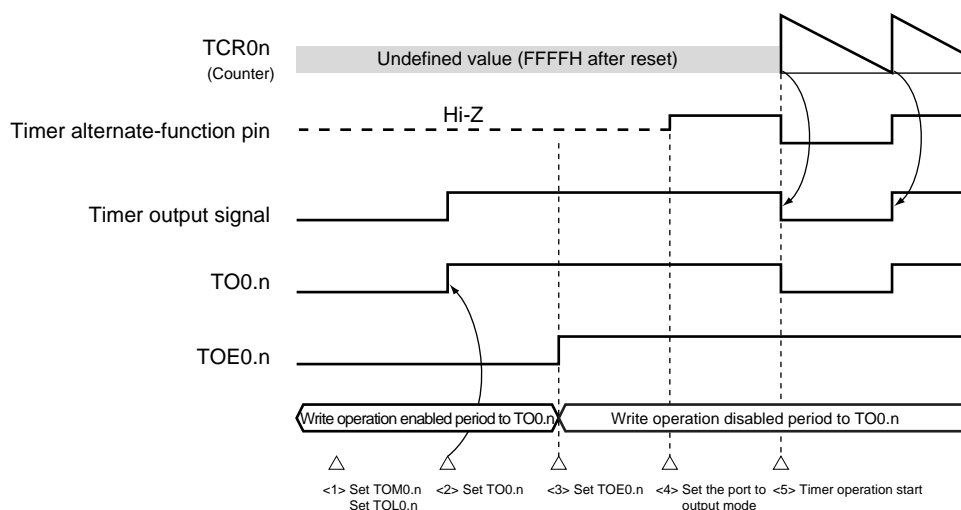 TCR0n
(Counter)
Undefined value (FFFFH after reset)
Timer alternate-function pin
Hi-Z
Timer output signal
TO0.n
TOE0.n
Write operation enabled period to TO0.n
Write operation disabled period to TO0.n
<1> Set TOM0.n
Set TOL0.n
<2> Set TO0.n
<3> Set TOE0.n
<4> Set the port to
output mode
<5> Timer operation start